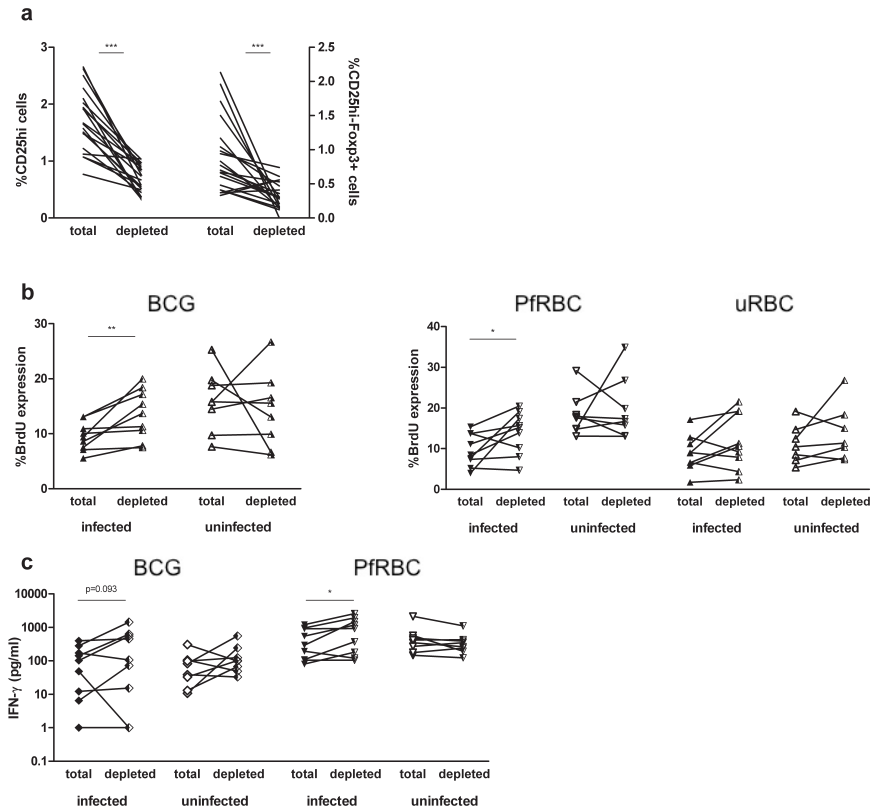 a
*** ***
3 2.5
2.0
2 1.5
1 1.0
0.5
0 0.0
%CD25hi cells
%CD25hi-Foxp3+ cells
total depleted total depleted
b
BCG PfRBC uRBC
** *
30 40
20 30
10 20
0 10
0
%BrdU expression %BrdU expression
total depleted total depleted total depleted total depleted total depleted total depleted
infected uninfected infected uninfected infected uninfected
c
BCG PfRBC
p=0.093 *
10000
1000
100
10
1
0.1
IFN-γ (pg/ml)
total depleted total depleted total depleted total depleted
infected uninfected infected uninfected